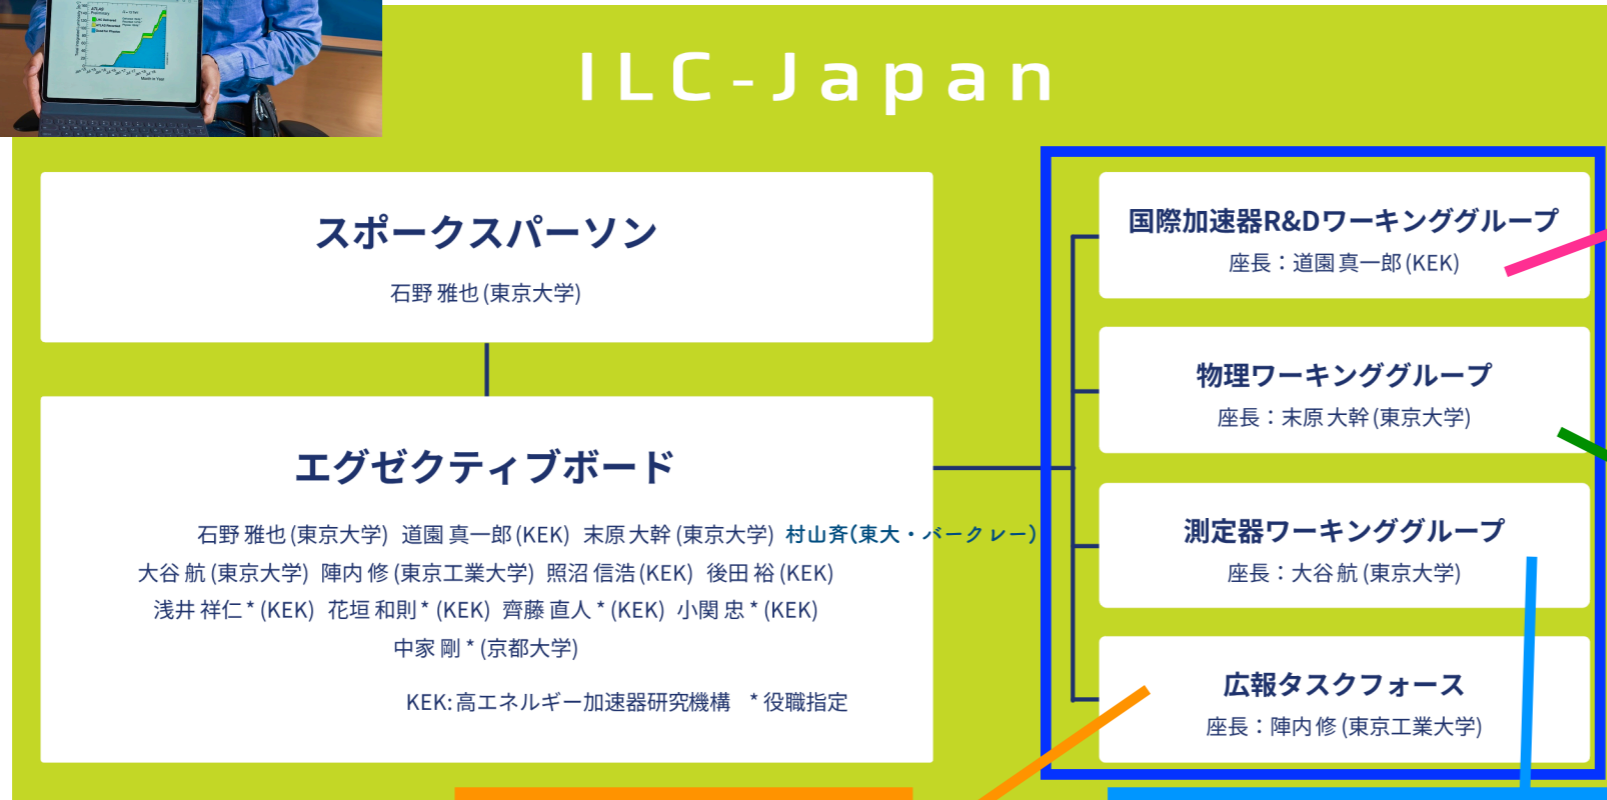 ATLAS
Preliminary
Month in Year
ILC-Japan
スポークスパーソン
石野 雅也 (東京大学)
エグゼクティブボード
石野 雅也 (東京大学) 道園 真一郎 (KEK) 末原 大幹 (東京大学) 村山斉(東大・バークレー)
大谷 航 (東京大学) 陣内 修 (東京工業大学) 照沼 信浩 (KEK) 後田 裕 (KEK)
浅井 祥仁 * (KEK) 花垣 和則 * (KEK) 齊藤 直人 * (KEK) 小関 忠 * (KEK)
中家 剛 * (京都大学)
KEK: 高エネルギー加速器研究機構 * 役職指定
国際加速器R&Dワーキンググループ
座長：道園 真一郎 (KEK)
物理ワーキンググループ
座長：末原 大幹 (東京大学)
測定器ワーキンググループ
座長：大谷 航 (東京大学)
広報タスクフォース
座長：陣内 修 (東京工業大学)